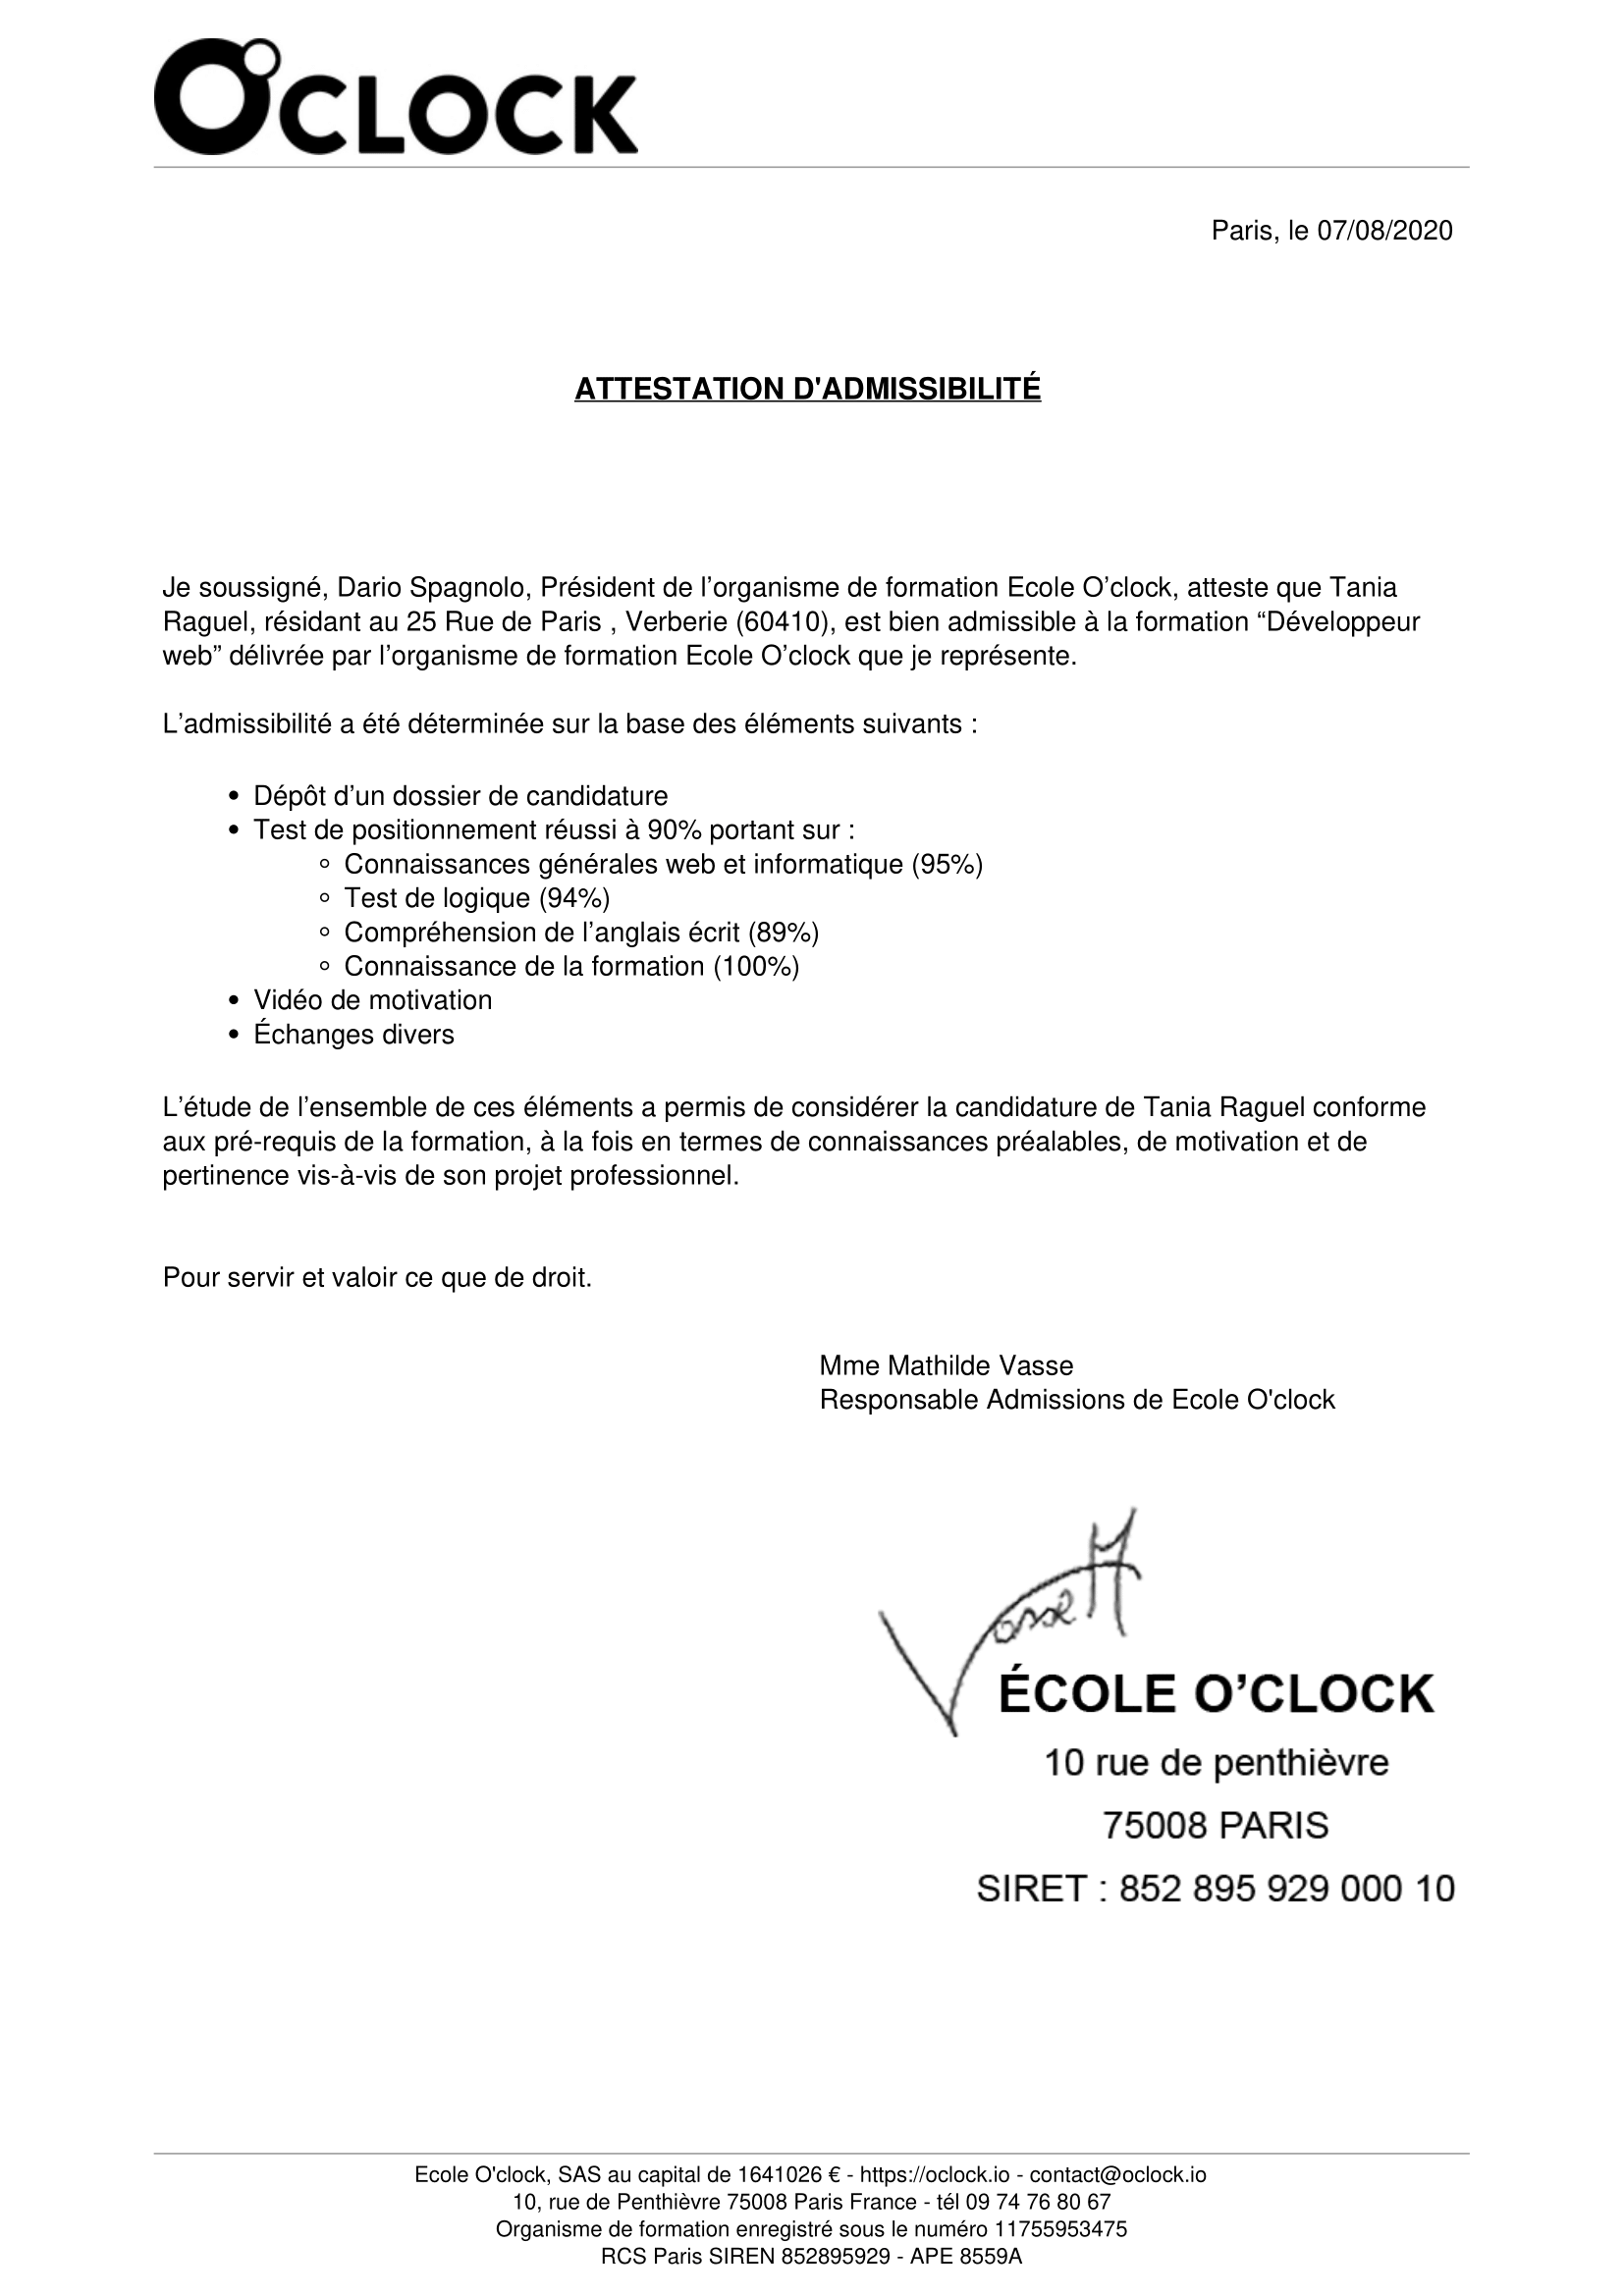 O'CLOCK
Paris, le 07/08/2020
ATTESTATION D'ADMISSIBILITÉ
Je soussigné, Dario Spagnolo, Président de l’organisme de formation Ecole O’clock, atteste que Tania
Raguel, résidant au 25 Rue de Paris , Verberie (60410), est bien admissible à la formation “Développeur
web” délivrée par l’organisme de formation Ecole O’clock que je représente.
L’admissibilité a été déterminée sur la base des éléments suivants :
• Dépôt d’un dossier de candidature
• Test de positionnement réussi à 90% portant sur :
◦ Connaissances générales web et informatique (95%)
◦ Test de logique (94%)
◦ Compréhension de l’anglais écrit (89%)
◦ Connaissance de la formation (100%)
• Vidéo de motivation
• Échanges divers
L’étude de l’ensemble de ces éléments a permis de considérer la candidature de Tania Raguel conforme
aux pré-requis de la formation, à la fois en termes de connaissances préalables, de motivation et de
pertinence vis-à-vis de son projet professionnel.
Pour servir et valoir ce que de droit.
Mme Mathilde Vasse
Responsable Admissions de Ecole O'clock
Vasse M
ÉCOLE O’CLOCK
10 rue de penthièvre
75008 PARIS
SIRET : 852 895 929 000 10
Ecole O'clock, SAS au capital de 1641026 € - https://oclock.io - contact@oclock.io
10, rue de Penthièvre 75008 Paris France - tél 09 74 76 80 67
Organisme de formation enregistré sous le numéro 11755953475
RCS Paris SIREN 852895929 - APE 8559A